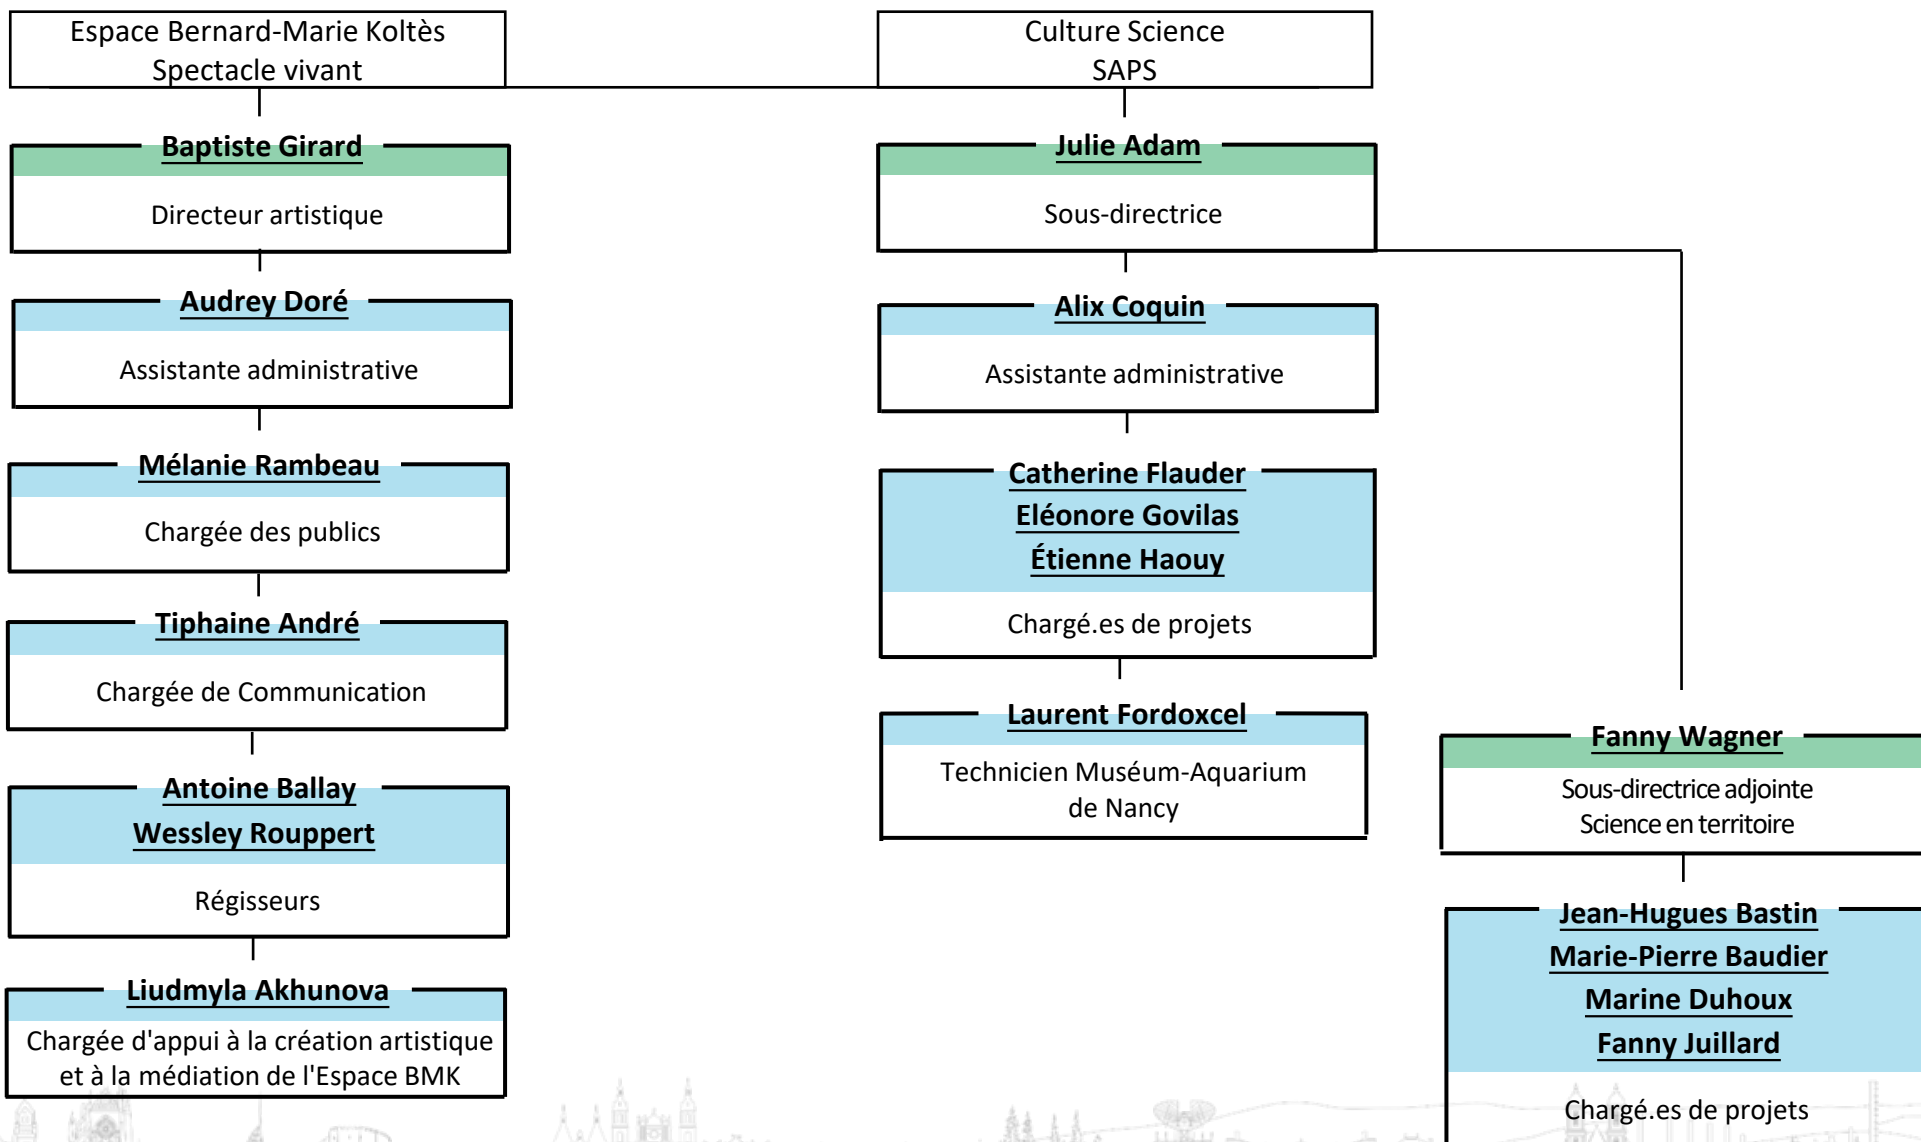 Espace Bernard-Marie Koltès
Spectacle vivant
Baptiste Girard
Directeur artistique
Audrey Doré
Assistante administrative
Mélanie Rambeau
Chargée des publics
Tiphaine André
Chargée de Communication
Antoine Ballay
Wessley Rouppert
Régisseurs
Liudmyla Akhunova
Chargée d'appui à la création artistique
et à la médiation de l'Espace BMK
Culture Science
SAPS
Julie Adam
Sous-directrice
Alix Coquin
Assistante administrative
Catherine Flauder
Eléonore Govilas
Étienne Haouy
Chargé.es de projets
Laurent Fordoxcel
Technicien Muséum-Aquarium
de Nancy
Fanny Wagner
Sous-directrice adjointe
Science en territoire
Jean-Hugues Bastin
Marie-Pierre Baudier
Marine Duhoux
Fanny Juillard
Chargé.es de projets